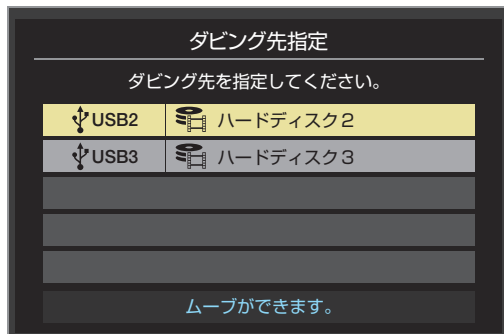 ダビング先指定
ダビング先を指定してください。
USB2 ハードディスク2
USB3 ハードディスク3
ムーブができます。